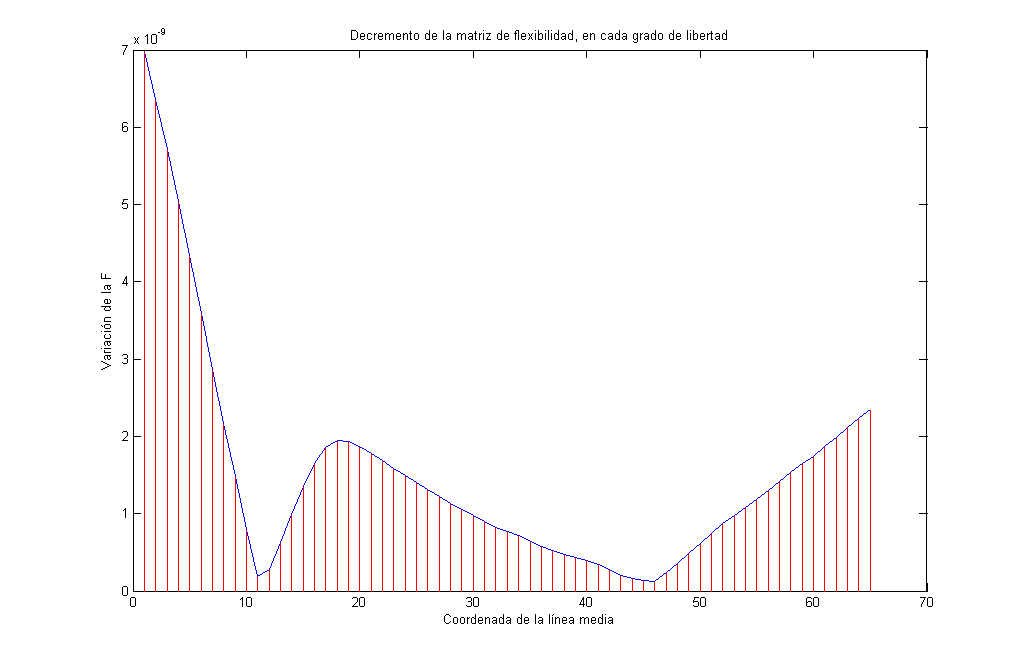 Decremento de la matriz de flexibilidad, en cada grado de libertad
x 10^-9
7
6
5
4
3
2
1
0
Variación de la F
0 10 20 30 40 50 60 70
Coordenada de la línea media